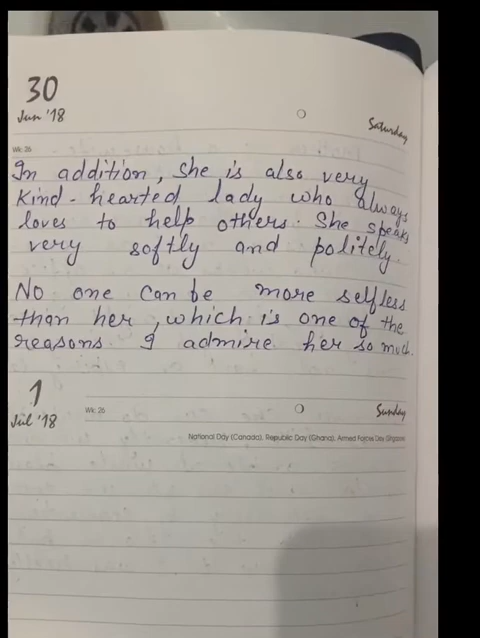 30
Jun '18
Saturday
Wk: 26
In addition, She is also very
Kind-hearted lady who always
loves to help others. She speaks
very softly and politely.
No one can be more selfless
than her, which is one of the
reasons I admire her so much.
1
Jul '18
Wk: 26
Sunday
National Day (Canada), Republic Day (Ghana), Armed Forces Day (Singapore